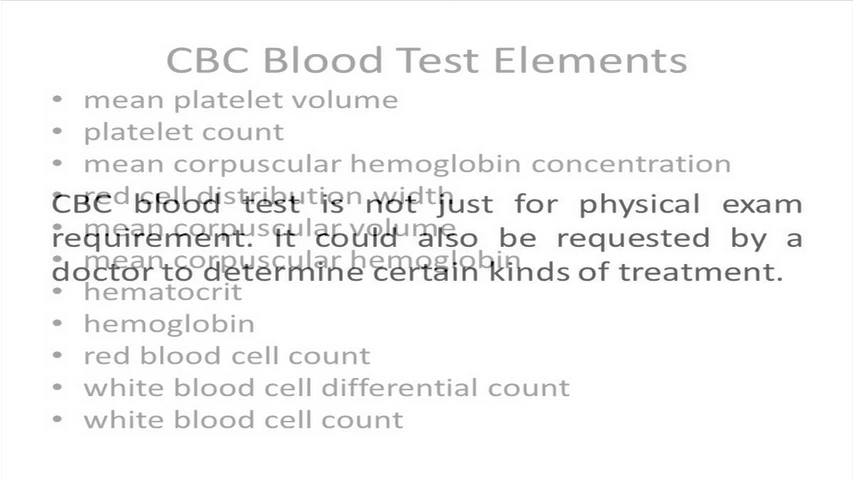 CBC Blood Test Elements
• mean platelet volume
• platelet count
• mean corpuscular hemoglobin concentration
• red cell distribution width
CBC blood test is not just for physical exam
• mean corpuscular volume
requirement. It could also be requested by a
• mean corpuscular hemoglobin
doctor to determine certain kinds of treatment.
• hematocrit
• hemoglobin
• red blood cell count
• white blood cell differential count
• white blood cell count